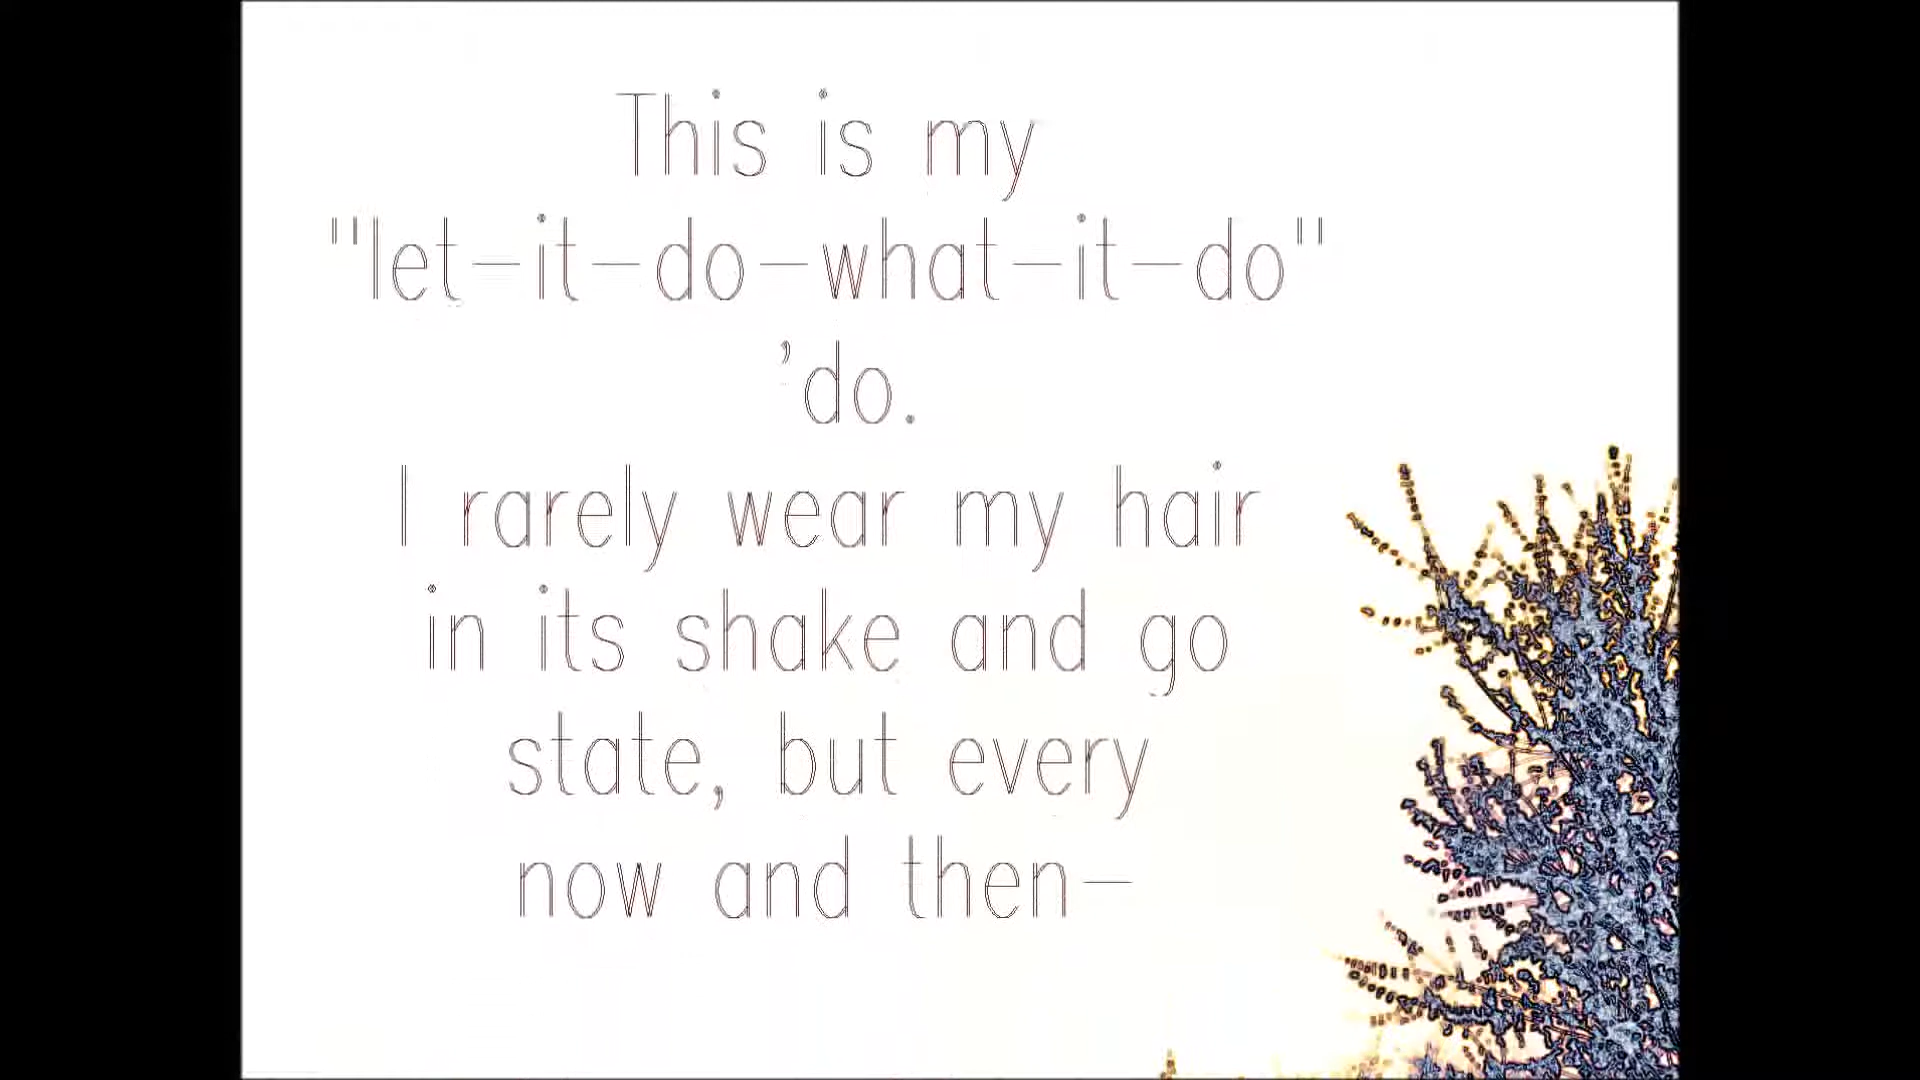 This is my
"let-it-do-what-it-do"
'do.
I rarely wear my hair
in its shake and go
state, but every
now and then-